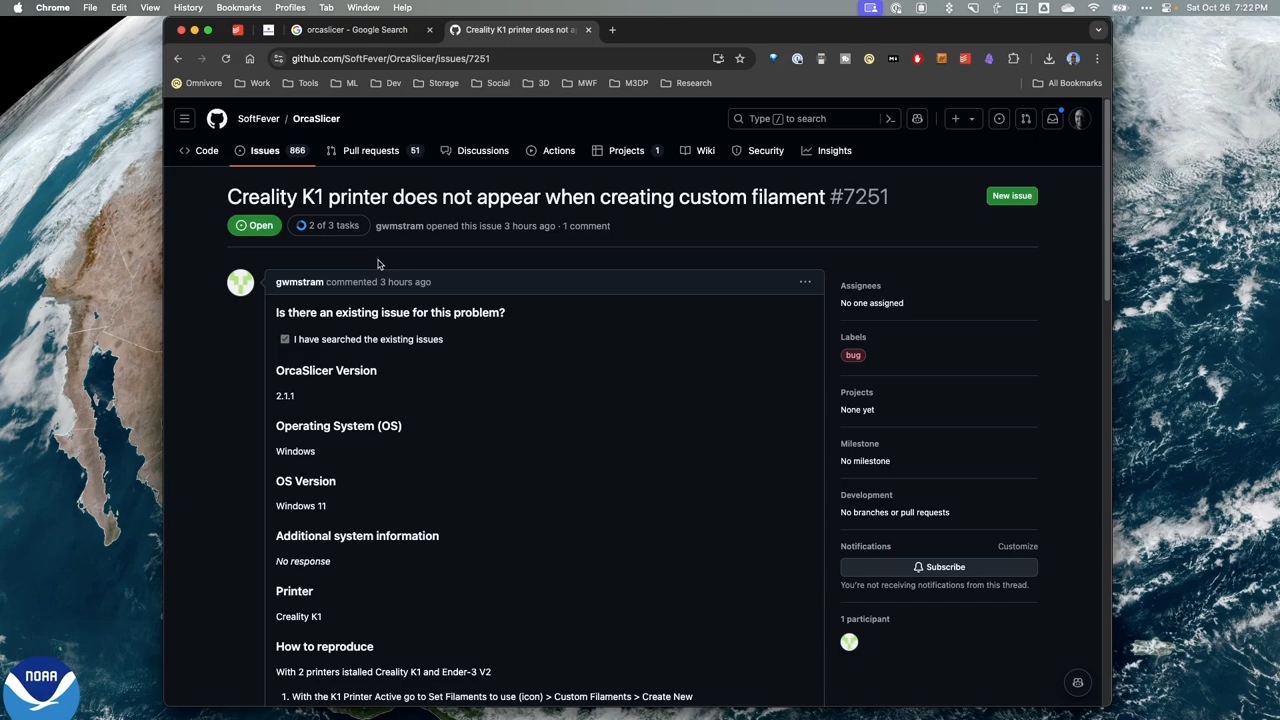 Chrome File Edit View History Bookmarks Profiles Tab Window Help Sat Oct 26 7:22 PM
orcaslicer - Google Search Creality K1 printer does not a
github.com/SoftFever/OrcaSlicer/issues/7251
Omnivore Work Tools ML Dev Storage Social 3D MWF M3DP Research All Bookmarks
SoftFever / OrcaSlicer Type / to search
Code Issues 866 Pull requests 51 Discussions Actions Projects 1 Wiki Security Insights
Creality K1 printer does not appear when creating custom filament #7251
New issue
Open 2 of 3 tasks gwmstram opened this issue 3 hours ago · 1 comment
gwmstram commented 3 hours ago
Is there an existing issue for this problem?
I have searched the existing issues
OrcaSlicer Version
2.1.1
Operating System (OS)
Windows
OS Version
Windows 11
Additional system information
No response
Printer
Creality K1
How to reproduce
With 2 printers istalled Creality K1 and Ender-3 V2
1. With the K1 Printer Active go to Set Filaments to use (icon) > Custom Filaments > Create New
Assignees
No one assigned
Labels
bug
Projects
None yet
Milestone
No milestone
Development
No branches or pull requests
Notifications Customize
Subscribe
You're not receiving notifications from this thread.
1 participant
NOAA